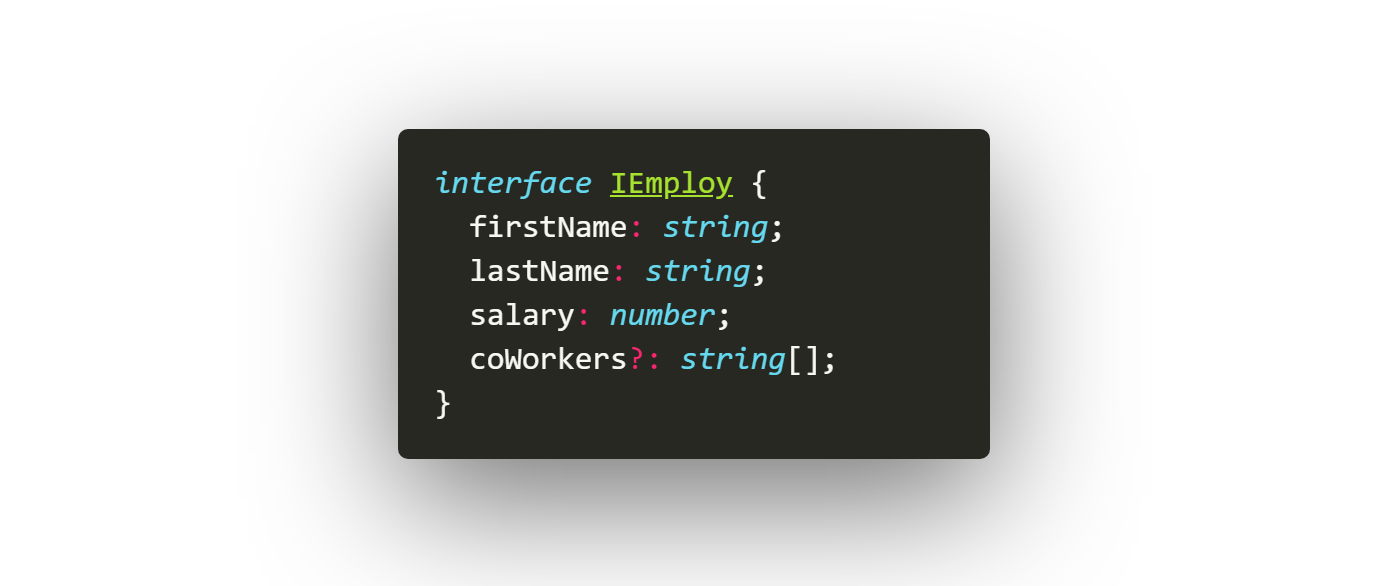 interface IEmploy {
  firstName: string;
  lastName: string;
  salary: number;
  coWorkers?: string[];
}